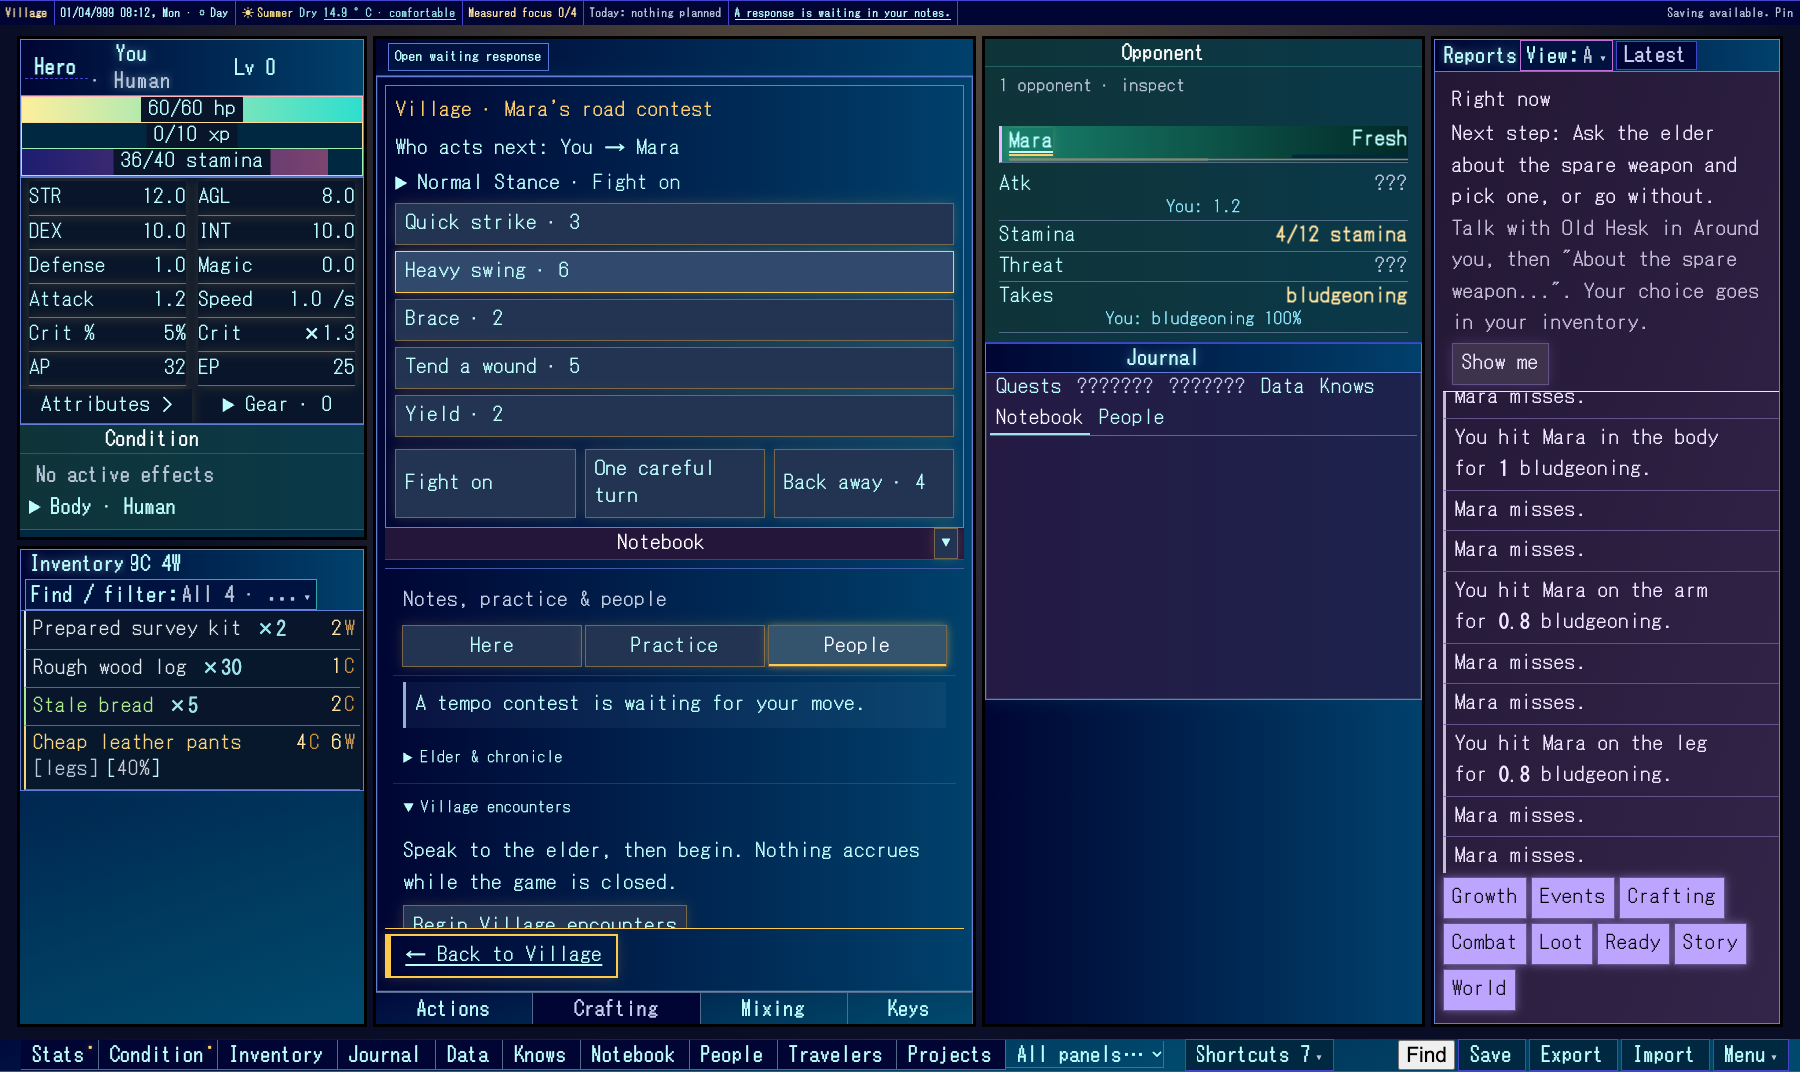 Village 01/04/999 08:12, Mon · ☼ Day ☀ Summer Dry 14.9 ° C · comfortable Measured focus 0/4 Today: nothing planned A response is waiting in your notes. Saving available. Pin
Hero · You Human Lv 0
60/60 hp
0/10 xp
36/40 stamina
STR 12.0 AGL 8.0
DEX 10.0 INT 10.0
Defense 1.0 Magic 0.0
Attack 1.2 Speed 1.0 /s
Crit % 5% Crit ×1.3
AP 32 EP 25
Attributes > ▶ Gear · 0
Condition
No active effects
▶ Body · Human
Inventory 9C 4W
Find / filter: All 4 · ... ▾
Prepared survey kit ×2 2W
Rough wood log ×30 1C
Stale bread ×5 2C
Cheap leather pants 4C 6W
[legs] [40%]
Open waiting response
Village · Mara's road contest
Who acts next: You → Mara
▶ Normal Stance · Fight on
Quick strike · 3
Heavy swing · 6
Brace · 2
Tend a wound · 5
Yield · 2
Fight on
One careful
turn
Back away · 4
Notebook ▼
Notes, practice & people
Here Practice People
A tempo contest is waiting for your move.
▶ Elder & chronicle
▼ Village encounters
Speak to the elder, then begin. Nothing accrues
while the game is closed.
Begin Village encounters
← Back to Village
Actions Crafting Mixing Keys
Opponent
1 opponent · inspect
Mara Fresh
Atk ???
You: 1.2
Stamina 4/12 stamina
Threat ???
Takes bludgeoning
You: bludgeoning 100%
Journal
Quests ??????? ??????? Data Knows
Notebook People
Reports View: A ▾ Latest
Right now
Next step: Ask the elder
about the spare weapon and
pick one, or go without.
Talk with Old Hesk in Around
you, then "About the spare
weapon...". Your choice goes
in your inventory.
Show me
Mara misses.
You hit Mara in the body
for 1 bludgeoning.
Mara misses.
Mara misses.
You hit Mara on the arm
for 0.8 bludgeoning.
Mara misses.
Mara misses.
You hit Mara on the leg
for 0.8 bludgeoning.
Mara misses.
Mara misses.
Growth Events Crafting
Combat Loot Ready Story
World
Stats Condition Inventory Journal Data Knows Notebook People Travelers Projects All panels… Shortcuts 7 ▾ Find Save Export Import Menu ▾